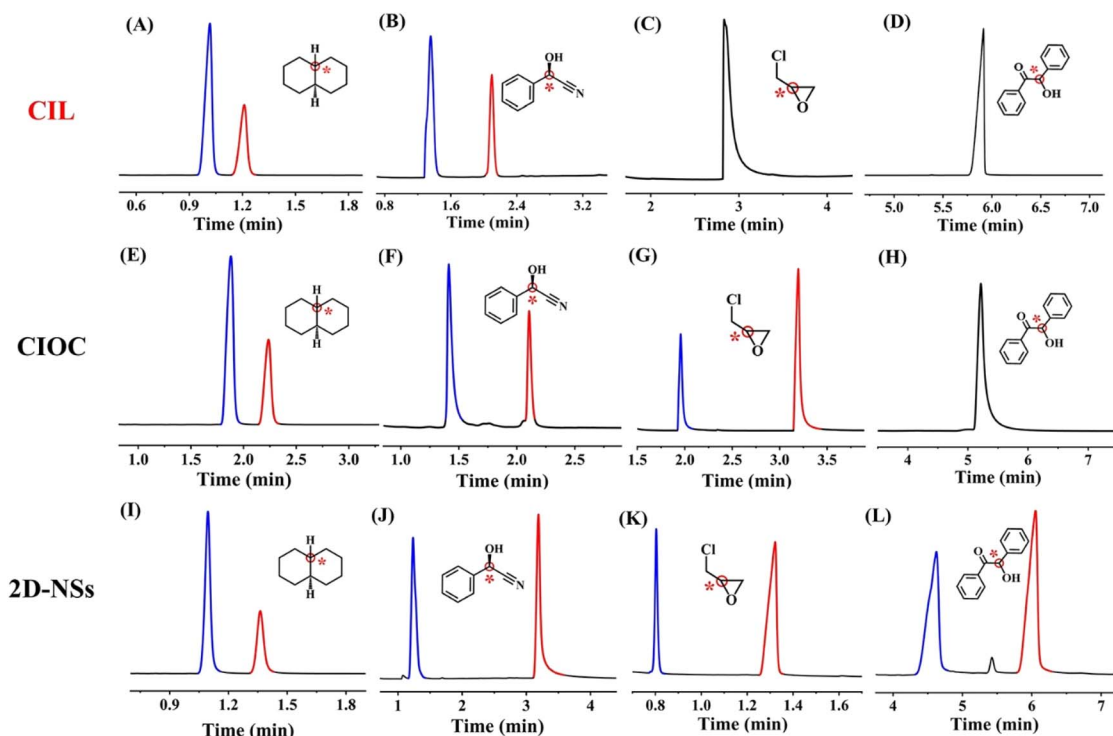 (A)
H
*
H
0.6 0.9 1.2 1.5 1.8
Time (min)
(B)
OH
*
N
0.8 1.6 2.4 3.2
Time (min)
(C)
Cl
*
O
2 3 4
Time (min)
(D)
O
*
OH
5.0 5.5 6.0 6.5 7.0
Time (min)
CIL
(E)
H
*
H
1.0 1.5 2.0 2.5 3.0
Time (min)
(F)
OH
*
N
1.0 1.5 2.0 2.5
Time (min)
(G)
Cl
*
O
1.5 2.0 2.5 3.0 3.5
Time (min)
(H)
O
*
OH
4 5 6 7
Time (min)
CIOC
(I)
H
*
H
0.9 1.2 1.5 1.8
Time (min)
(J)
OH
*
N
1 2 3 4
Time (min)
(K)
Cl
*
O
0.8 1.0 1.2 1.4 1.6
Time (min)
(L)
O
*
OH
4 5 6 7
Time (min)
2D-NSs